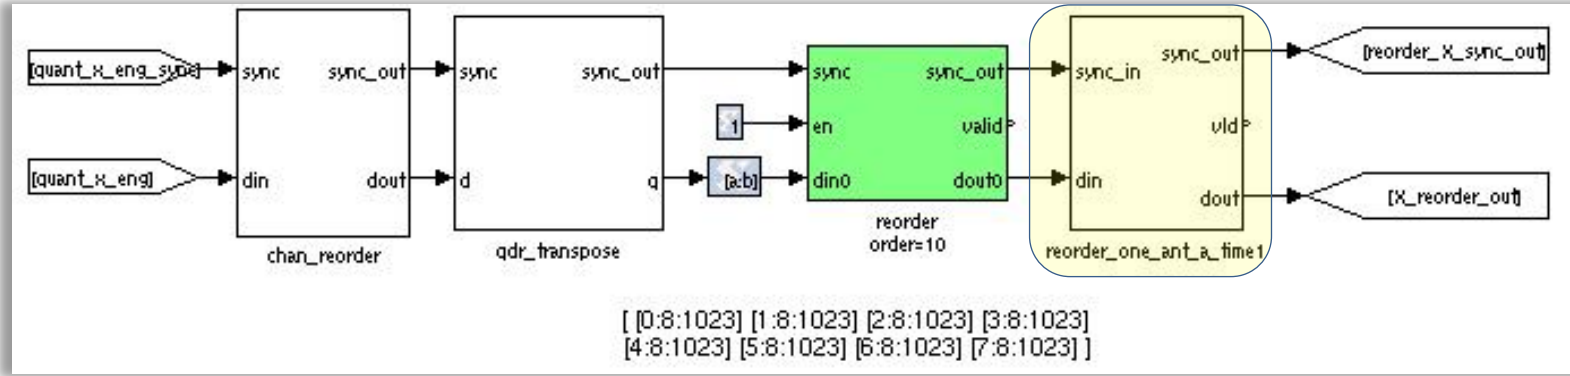 [quant_x_eng_sync]
sync
sync_out
sync
sync_out
sync
sync_out
sync_in
sync_out
[reorder_X_sync_out]
1
en
valid
vld
[quant_x_eng]
din
dout
d
q
[a:b]
din0
dout0
din
dout
[X_reorder_out]
chan_reorder
qdr_transpose
reorder
order=10
reorder_one_ant_a_time1
[ [0:8:1023] [1:8:1023] [2:8:1023] [3:8:1023]
[4:8:1023] [5:8:1023] [6:8:1023] [7:8:1023] ]